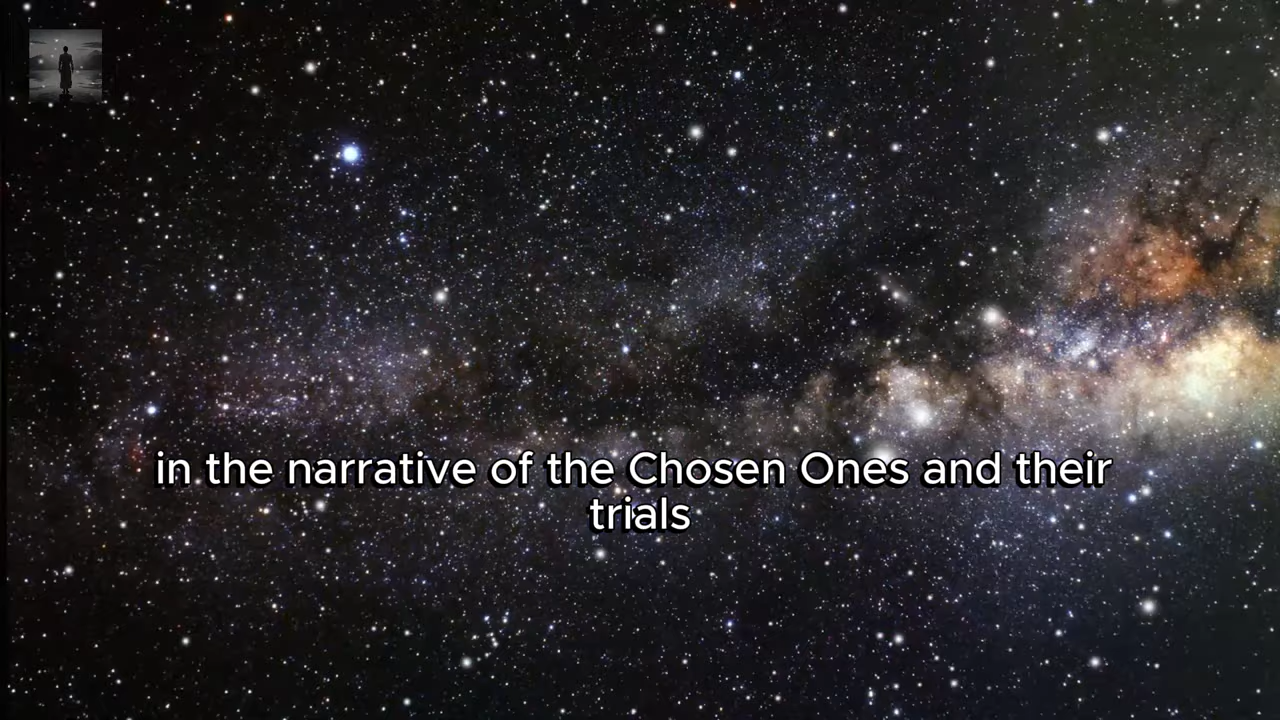 in the narrative of the Chosen Ones and their
trials